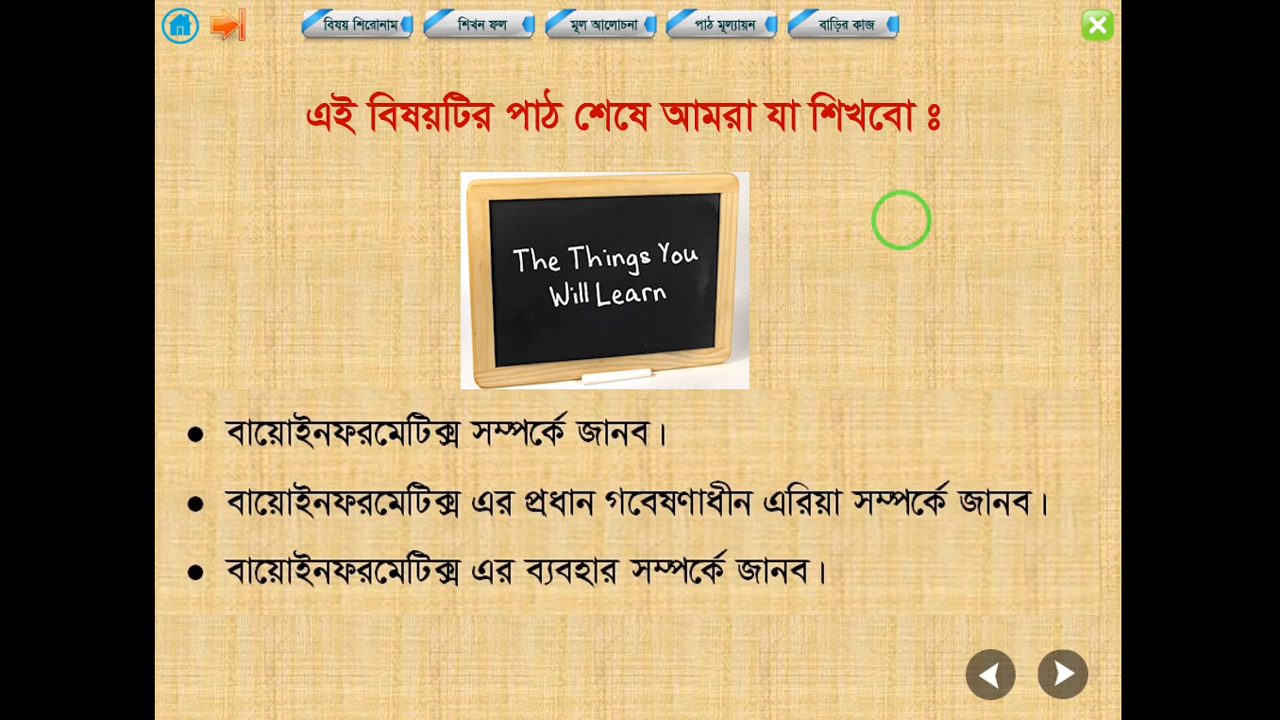 বিষয় শিরোনাম
শিখন ফল
মূল আলোচনা
পাঠ মূল্যায়ন
বাড়ির কাজ
এই বিষয়টির পাঠ শেষে আমরা যা শিখবো ঃ
The Things You
Will Learn
● বায়োইনফরমেটিক্স সম্পর্কে জানব।
● বায়োইনফরমেটিক্স এর প্রধান গবেষণাধীন এরিয়া সম্পর্কে জানব।
● বায়োইনফরমেটিক্স এর ব্যবহার সম্পর্কে জানব।